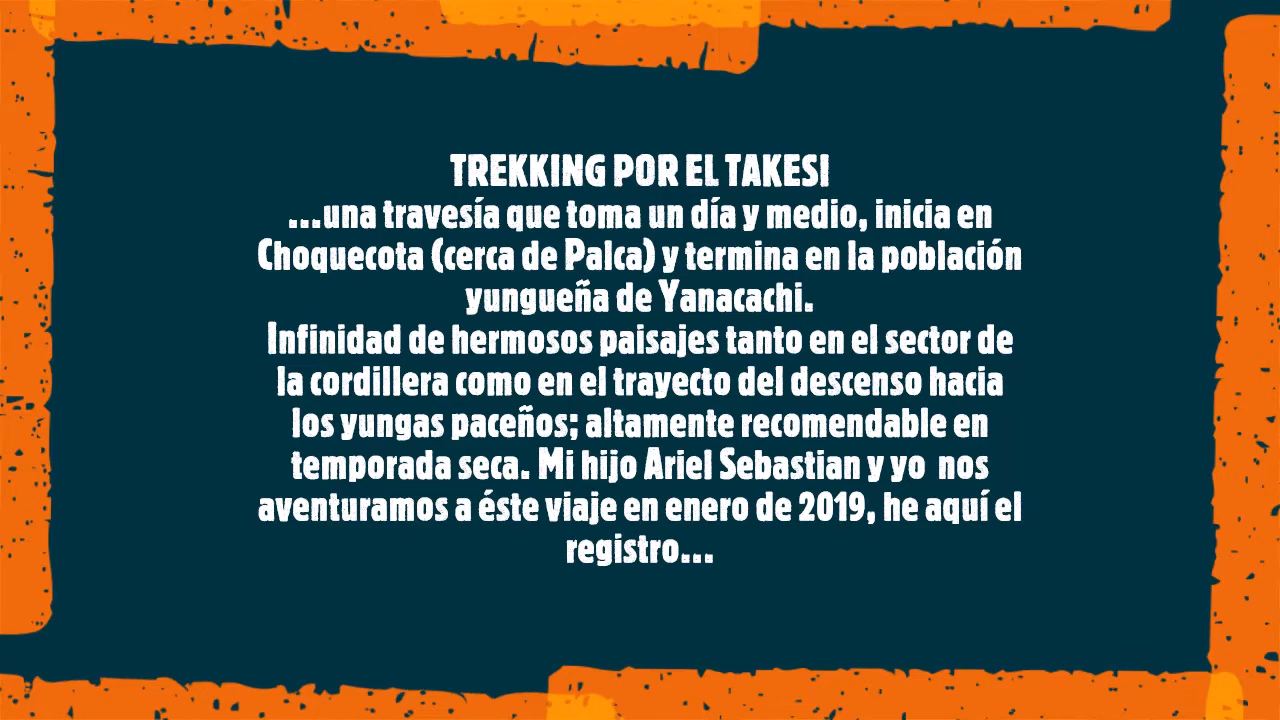 TREKKING POR EL TAKESI
...una travesía que toma un día y medio, inicia en
Choquecota (cerca de Palca) y termina en la población
yungueña de Yanacachi.
Infinidad de hermosos paisajes tanto en el sector de
la cordillera como en el trayecto del descenso hacia
los yungas paceños; altamente recomendable en
temporada seca. Mi hijo Ariel Sebastian y yo  nos
aventuramos a éste viaje en enero de 2019, he aquí el
registro...